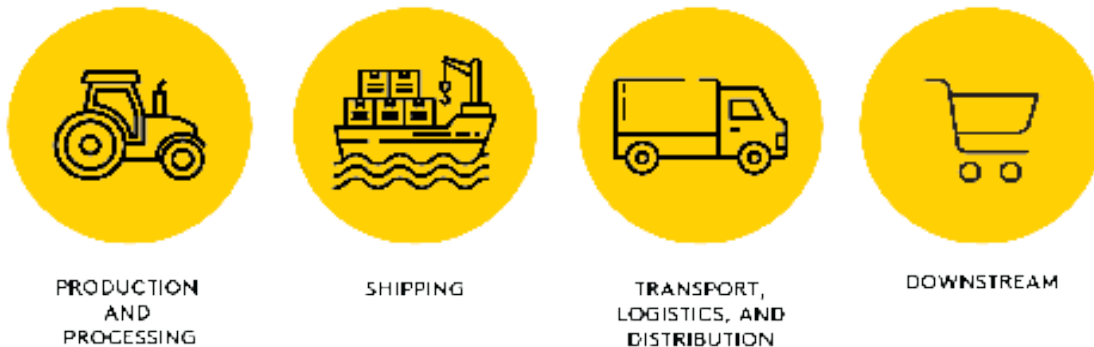 PRODUCTION
AND
PROCESSING
SHIPPING
TRANSPORT,
LOGISTICS, AND
DISTRIBUTION
DOWNSTREAM